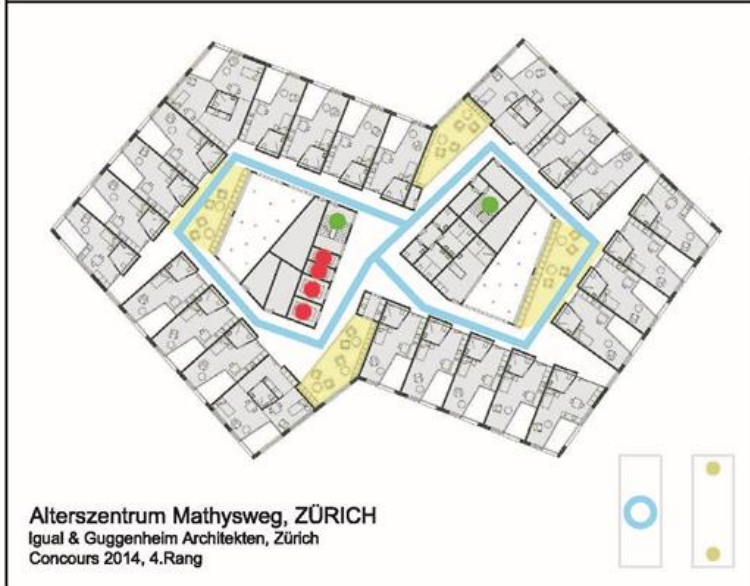 Alterszentrum Mathysweg, ZÜRICH
Igual & Guggenheim Architekten, Zürich
Concours 2014, 4.Rang